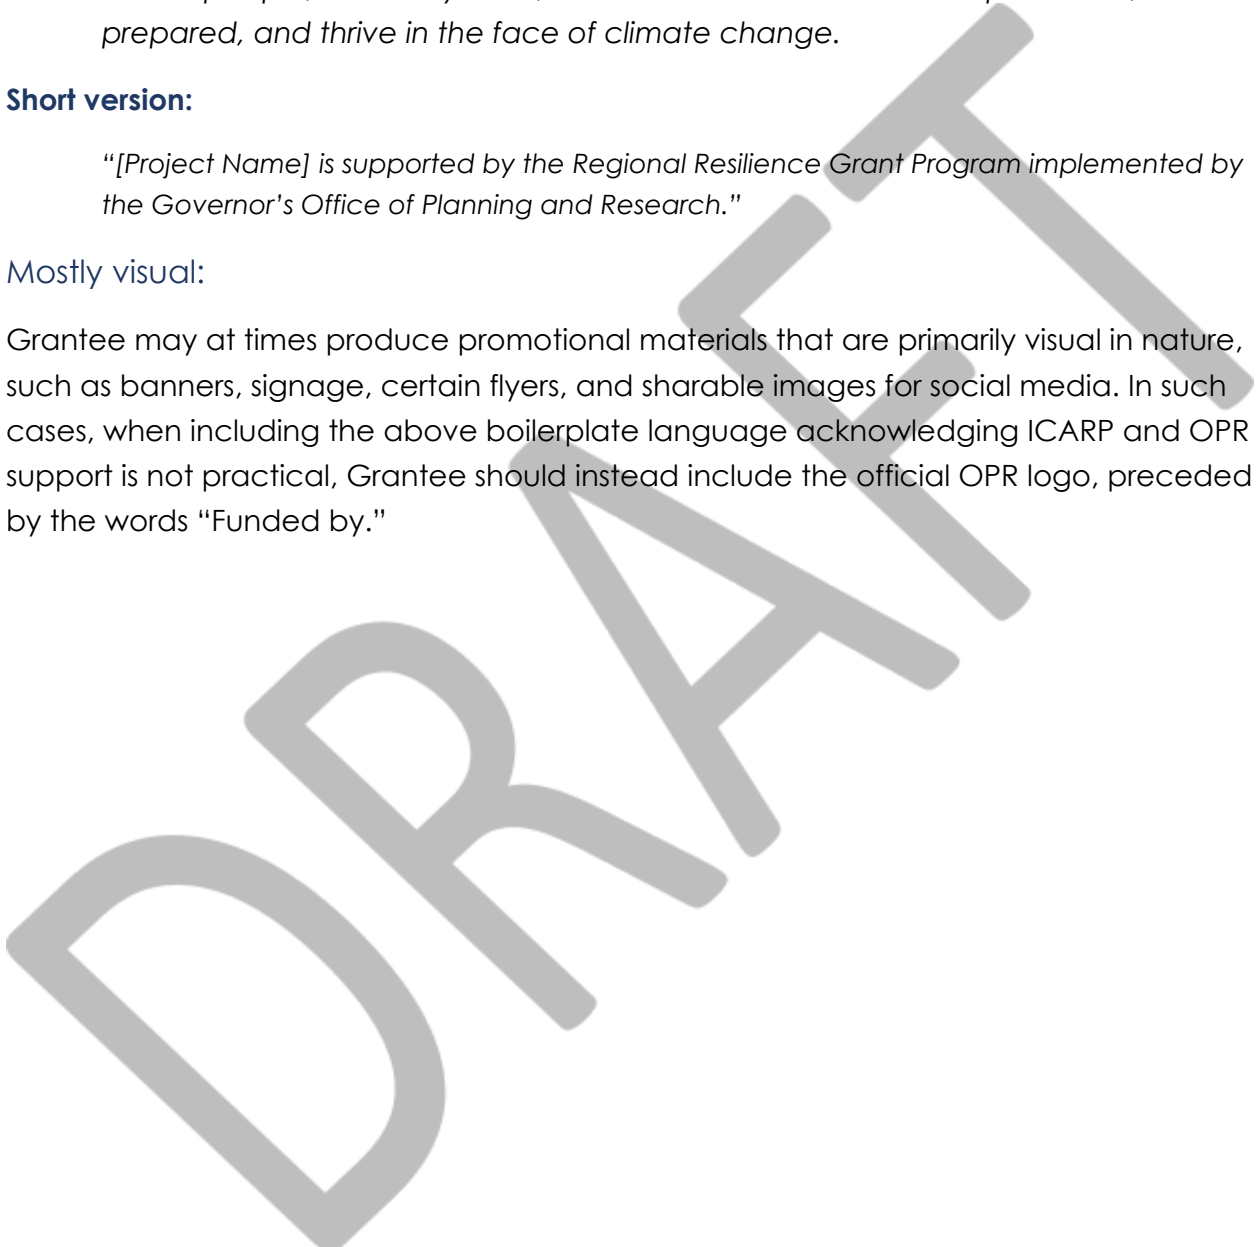 prepared, and thrive in the face of climate change.
Short version:
“[Project Name] is supported by the Regional Resilience Grant Program implemented by
the Governor’s Office of Planning and Research.”
Mostly visual:
Grantee may at times produce promotional materials that are primarily visual in nature,
such as banners, signage, certain flyers, and sharable images for social media. In such
cases, when including the above boilerplate language acknowledging ICARP and OPR
support is not practical, Grantee should instead include the official OPR logo, preceded
by the words “Funded by.”
DRAFT